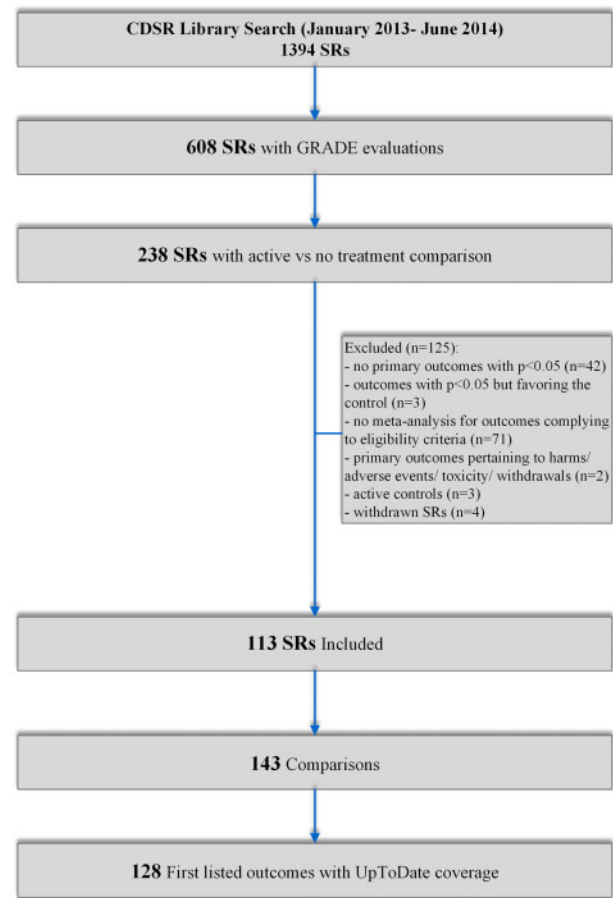 CDSR Library Search (January 2013- June 2014)
1394 SRs
608 SRs with GRADE evaluations
238 SRs with active vs no treatment comparison
Excluded (n=125):
- no primary outcomes with p<0.05 (n=42)
- outcomes with p<0.05 but favoring the
control (n=3)
- no meta-analysis for outcomes complying
to eligibility criteria (n=71)
- primary outcomes pertaining to harms/
adverse events/ toxicity/ withdrawals (n=2)
- active controls (n=3)
- withdrawn SRs (n=4)
113 SRs Included
143 Comparisons
128 First listed outcomes with UpToDate coverage